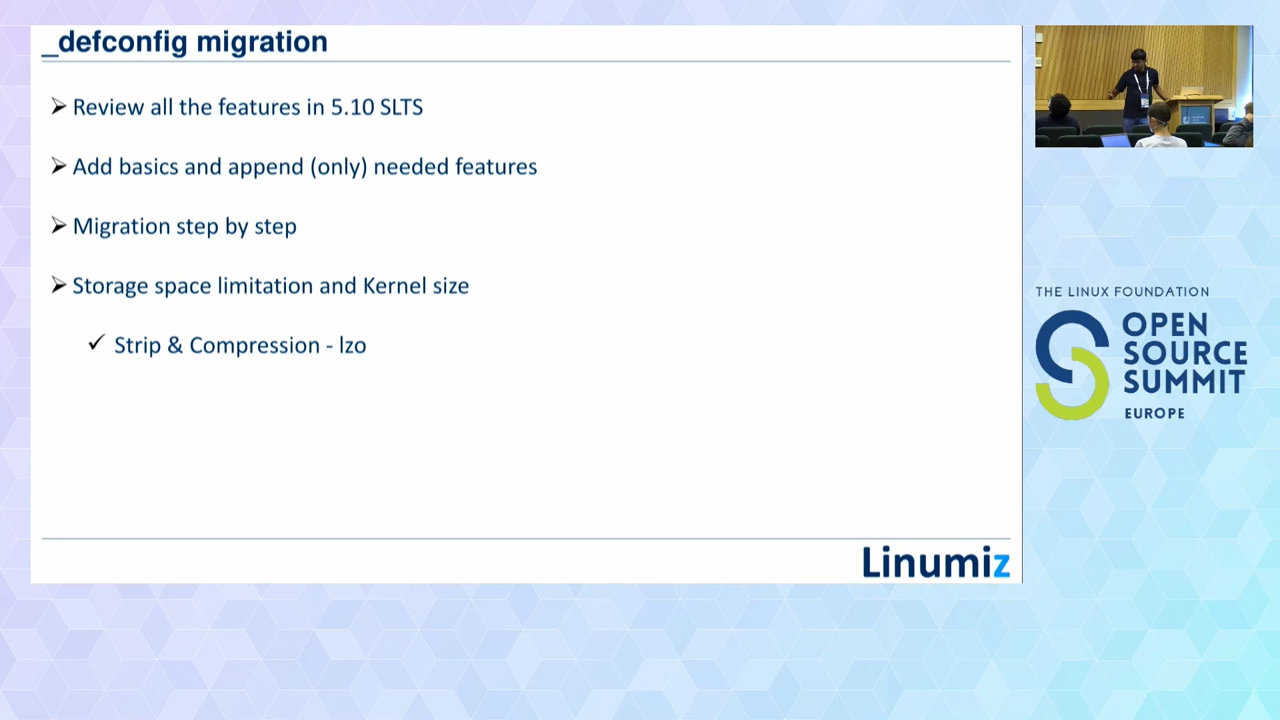 _defconfig migration
Review all the features in 5.10 SLTS
Add basics and append (only) needed features
Migration step by step
Storage space limitation and Kernel size
Strip & Compression - lzo
Linumiz
THE LINUX FOUNDATION
OPEN
SOURCE
SUMMIT
EUROPE